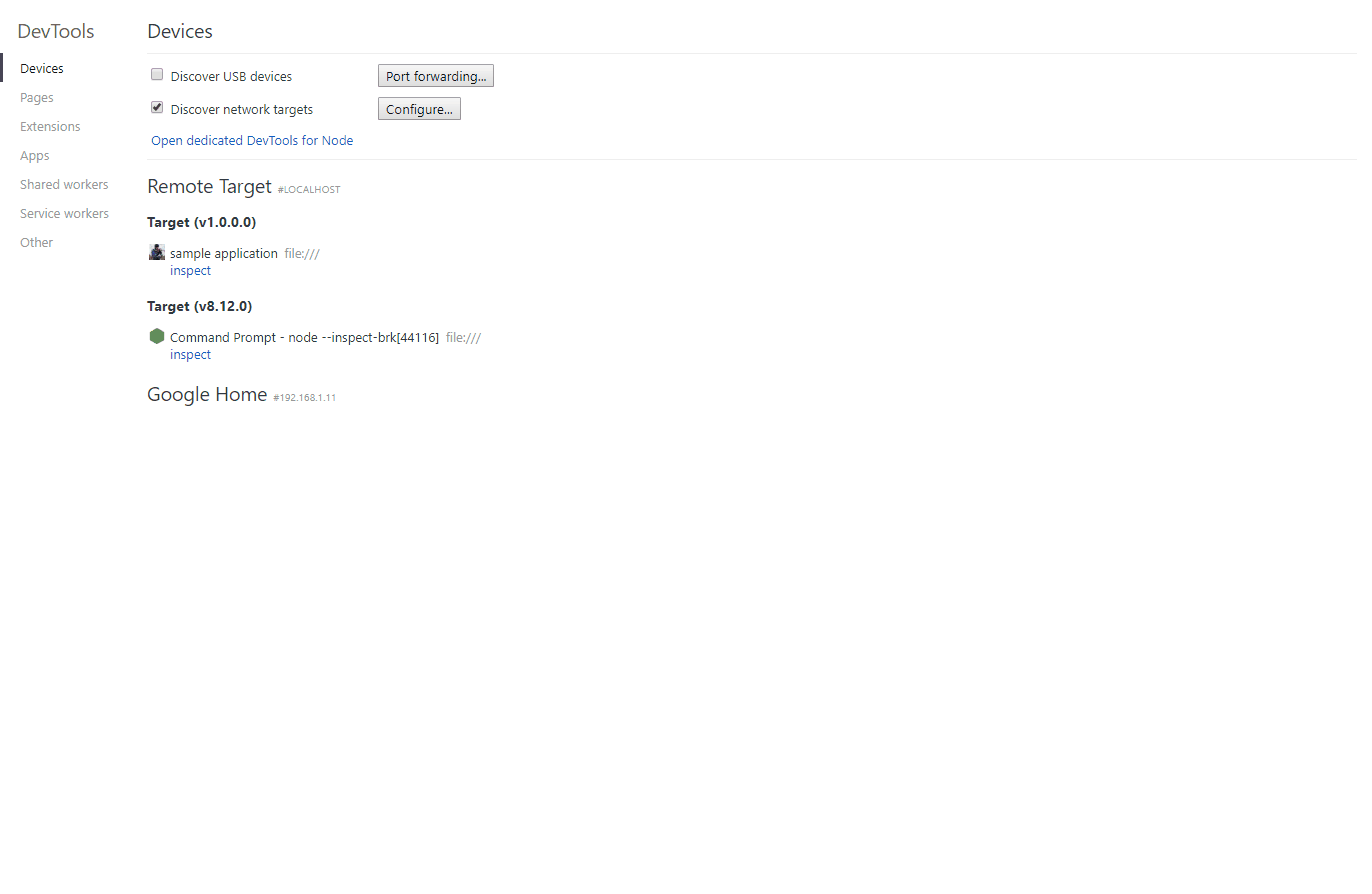 DevTools
Devices
Pages
Extensions
Apps
Shared workers
Service workers
Other
Devices
Discover USB devices Port forwarding...
Discover network targets Configure...
Open dedicated DevTools for Node
Remote Target #LOCALHOST
Target (v1.0.0.0)
sample application file:///
inspect
Target (v8.12.0)
Command Prompt - node --inspect-brk[44116] file:///
inspect
Google Home #192.168.1.11